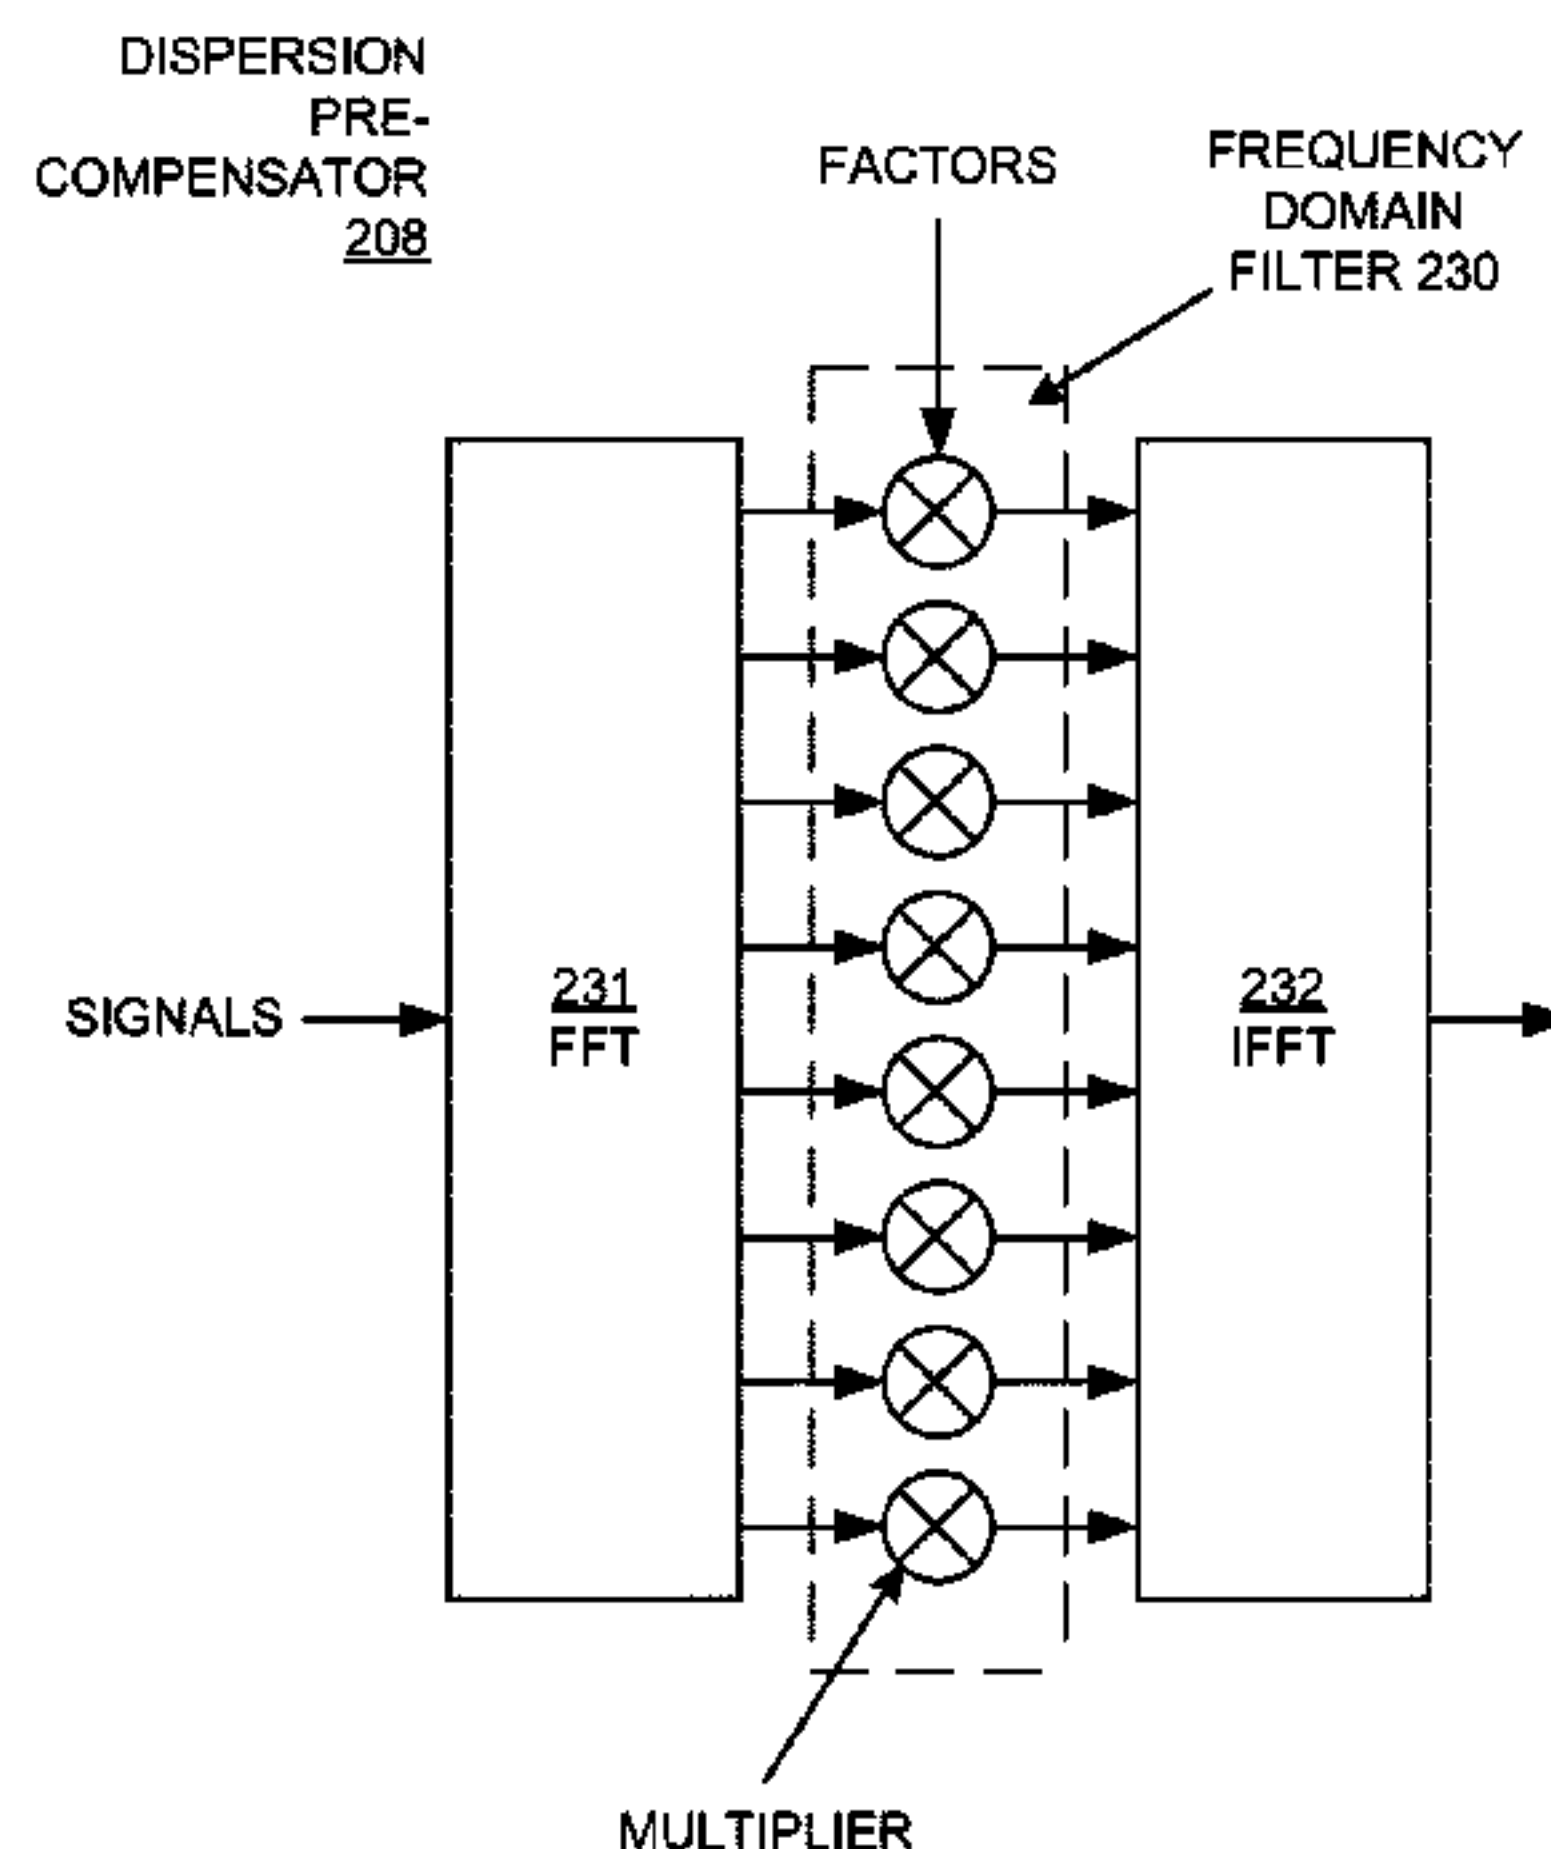 DISPERSION
PRE-
COMPENSATOR
208
FACTORS
FREQUENCY
DOMAIN
FILTER 230
SIGNALS
231
FFT
232
IFFT
MULTIPLIER